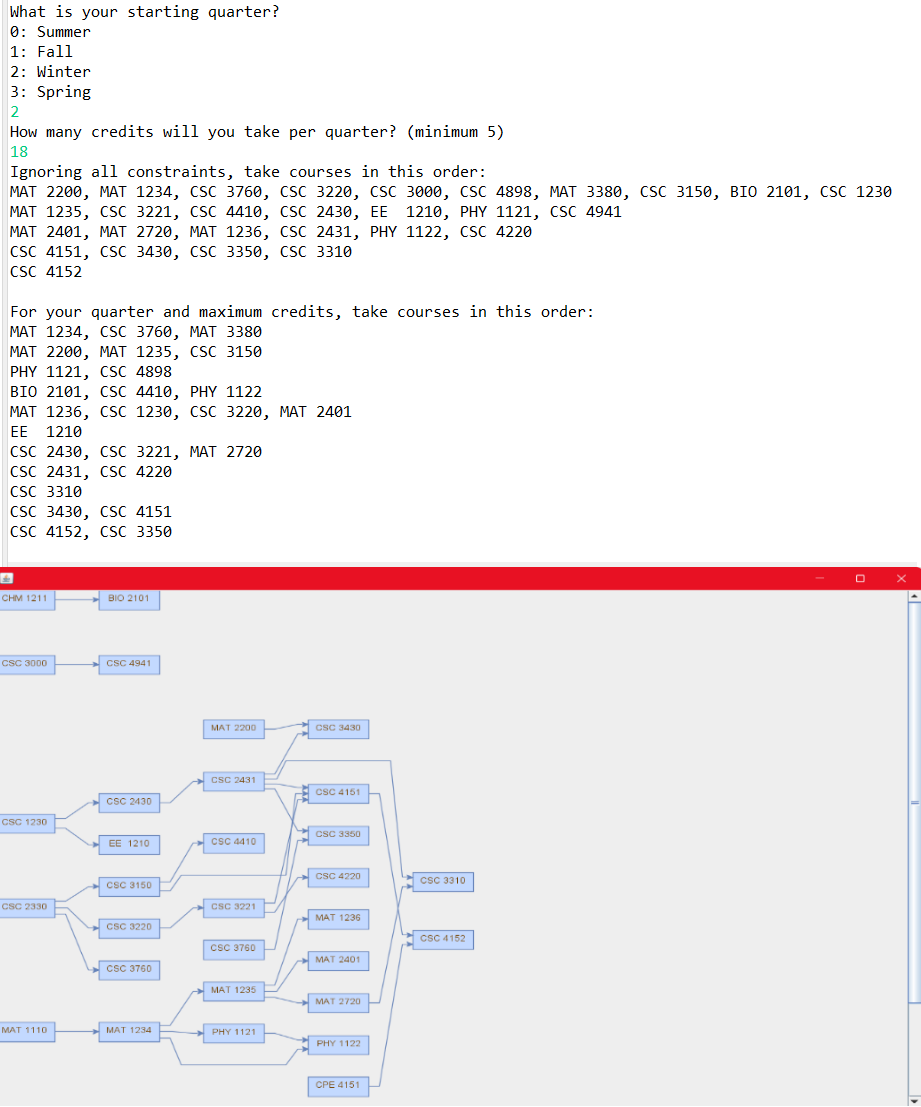 What is your starting quarter?
0: Summer
1: Fall
2: Winter
3: Spring
2
How many credits will you take per quarter? (minimum 5)
18
Ignoring all constraints, take courses in this order:
MAT 2200, MAT 1234, CSC 3760, CSC 3220, CSC 3000, CSC 4898, MAT 3380, CSC 3150, BIO 2101, CSC 1230
MAT 1235, CSC 3221, CSC 4410, CSC 2430, EE  1210, PHY 1121, CSC 4941
MAT 2401, MAT 2720, MAT 1236, CSC 2431, PHY 1122, CSC 4220
CSC 4151, CSC 3430, CSC 3350, CSC 3310
CSC 4152
For your quarter and maximum credits, take courses in this order:
MAT 1234, CSC 3760, MAT 3380
MAT 2200, MAT 1235, CSC 3150
PHY 1121, CSC 4898
BIO 2101, CSC 4410, PHY 1122
MAT 1236, CSC 1230, CSC 3220, MAT 2401
EE  1210
CSC 2430, CSC 3221, MAT 2720
CSC 2431, CSC 4220
CSC 3310
CSC 3430, CSC 4151
CSC 4152, CSC 3350
CHM 1211
BIO 2101
CSC 3000
CSC 4941
MAT 2200
CSC 3430
CSC 2431
CSC 4151
CSC 2430
CSC 1230
CSC 3350
EE  1210
CSC 4410
CSC 4220
CSC 3310
CSC 3150
CSC 2330
CSC 3221
MAT 1236
CSC 3220
CSC 4152
CSC 3760
MAT 2401
CSC 3760
MAT 1235
MAT 2720
MAT 1110
MAT 1234
PHY 1121
PHY 1122
CPE 4151